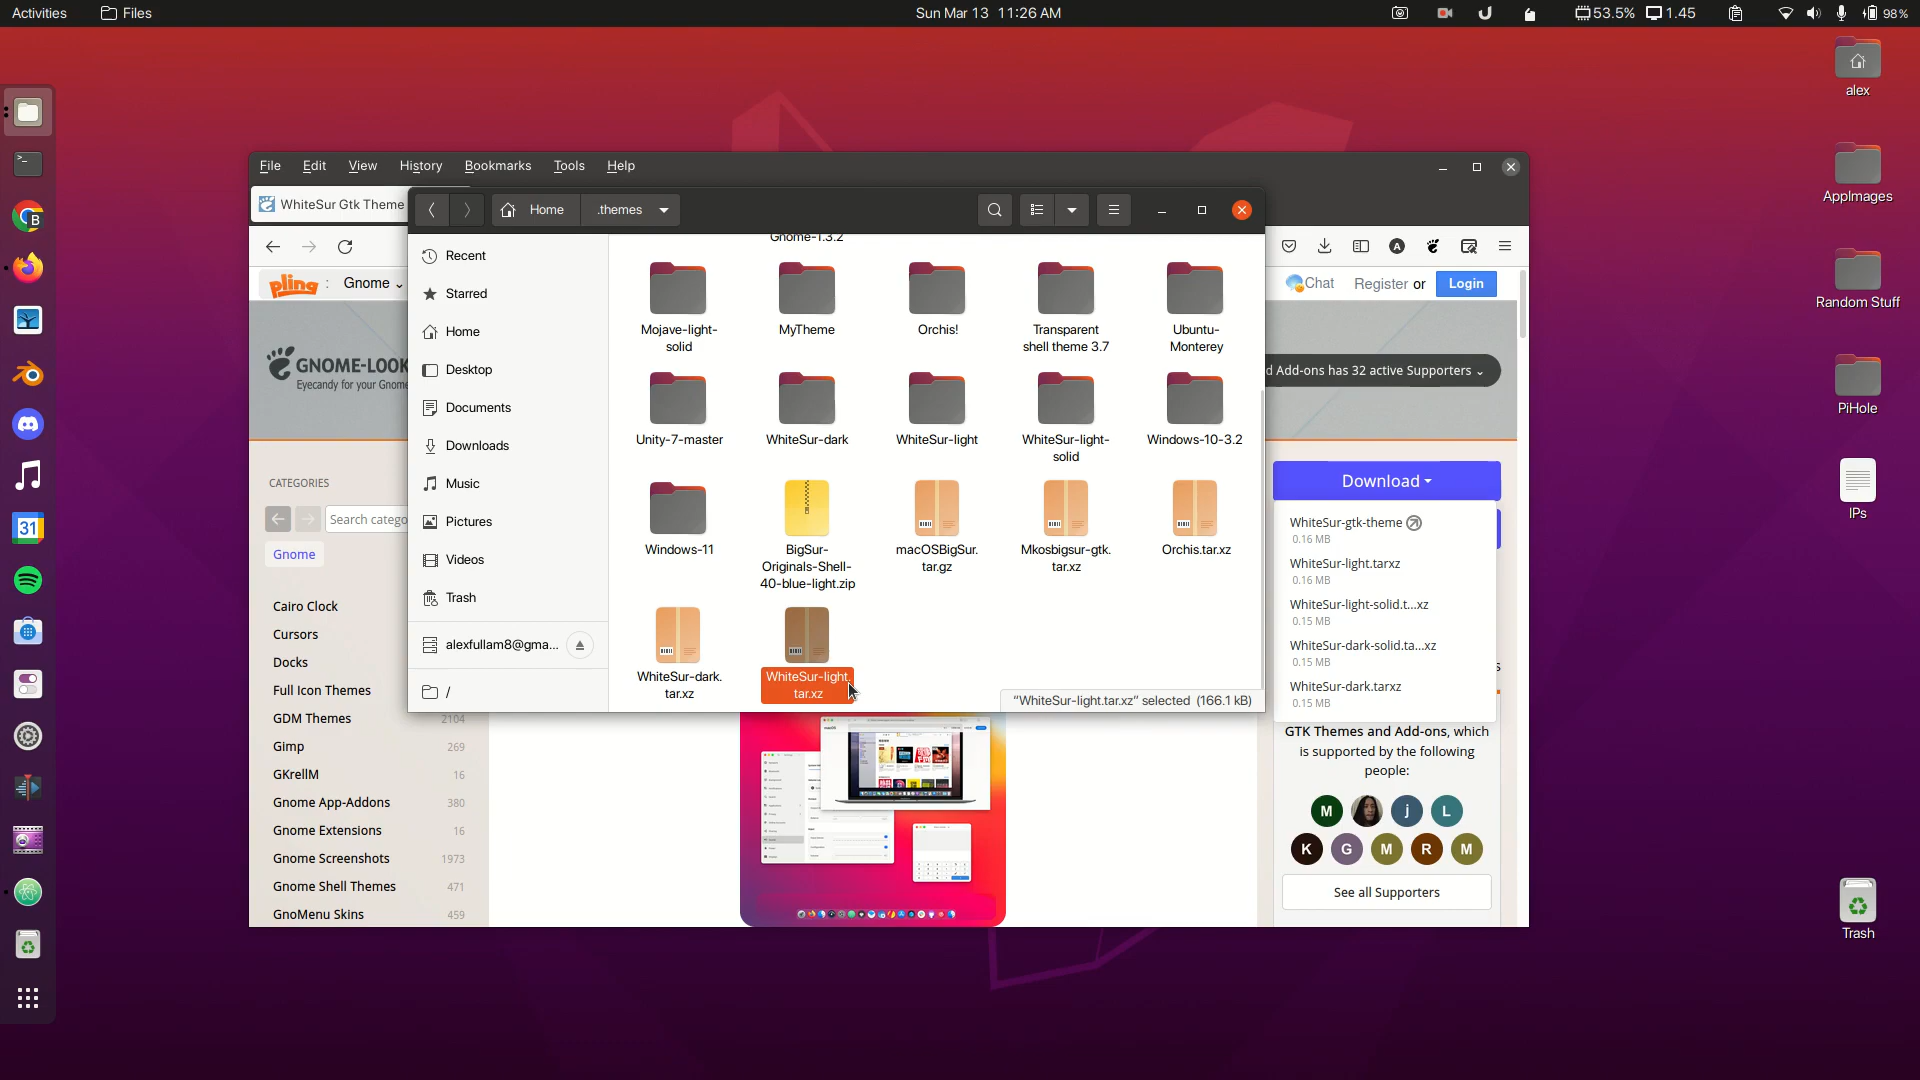 Activities
Files
Sun Mar 13 11:26 AM
53.5%
1.45
98%
alex
AppImages
Random Stuff
PiHole
IPs
Trash
File Edit View History Bookmarks Tools Help
WhiteSur Gtk Theme
Home
.themes
pling :
Gnome
Chat
Register or
Login
GNOME-LOOK
Eyecandy for your Gnome
d Add-ons has 32 active Supporters
CATEGORIES
Search catego
Gnome
Cairo Clock
Cursors
Docks
Full Icon Themes
GDM Themes 2104
Gimp 269
GKrellM 16
Gnome App-Addons 380
Gnome Extensions 16
Gnome Screenshots 1973
Gnome Shell Themes 471
GnoMenu Skins 459
Recent
Starred
Home
Desktop
Documents
Downloads
Music
Pictures
Videos
Trash
alexfullam8@gma...
/
Gnome-1.3.2
Mojave-light-
solid
MyTheme
Orchis!
Transparent
shell theme 3.7
Ubuntu-
Monterey
Unity-7-master
WhiteSur-dark
WhiteSur-light
WhiteSur-light-
solid
Windows-10-3.2
Windows-11
BigSur-
Originals-Shell-
40-blue-light.zip
macOSBigSur.
tar.gz
Mkosbigsur-gtk.
tar.xz
Orchis.tar.xz
WhiteSur-dark.
tar.xz
WhiteSur-light.
tar.xz
"WhiteSur-light.tar.xz" selected (166.1 kB)
Download
WhiteSur-gtk-theme
0.16 MB
WhiteSur-light.tarxz
0.16 MB
WhiteSur-light-solid.t...xz
0.15 MB
WhiteSur-dark-solid.ta...xz
0.15 MB
WhiteSur-dark.tarxz
0.15 MB
s
GTK Themes and Add-ons, which
is supported by the following
people:
M j L
K G M R M
See all Supporters
A
B
31